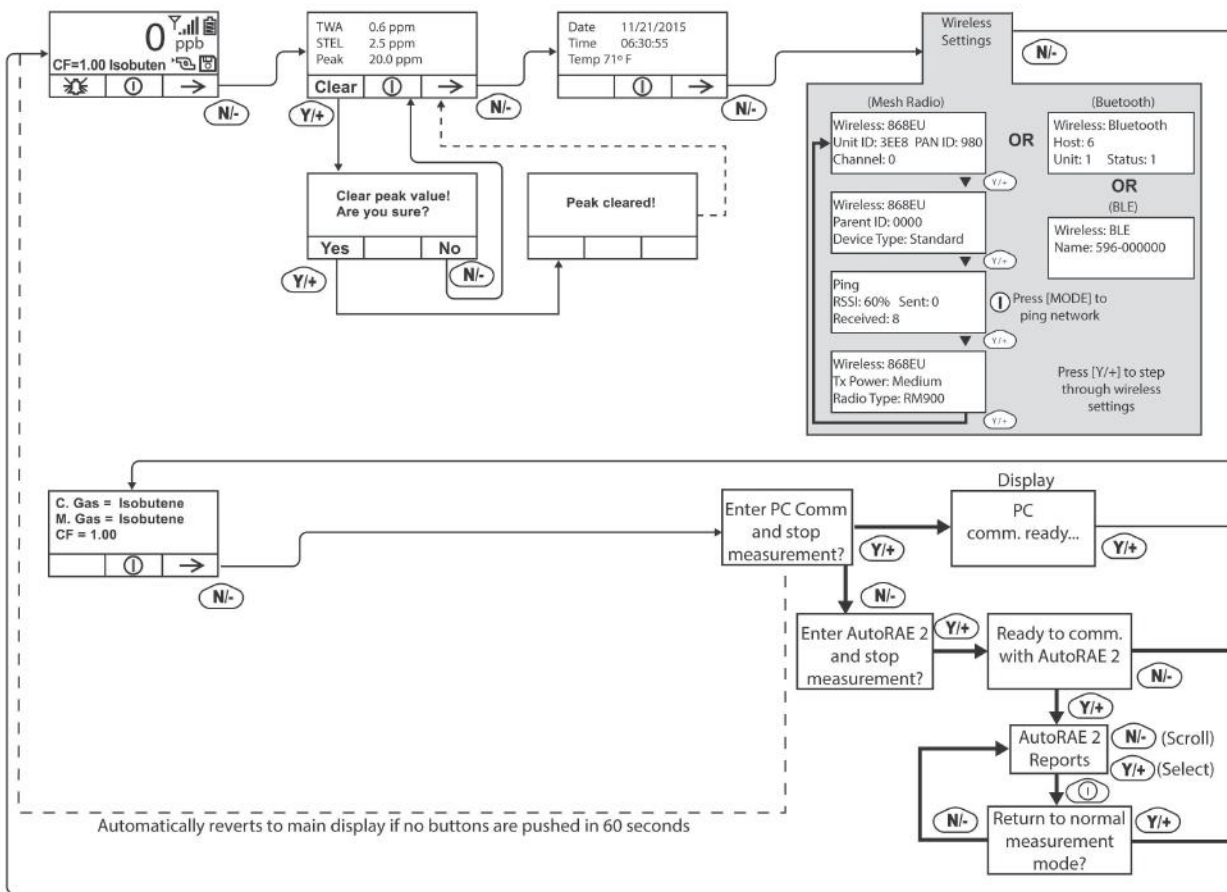 0
ppb
CF=1.00 Isobuten
N/-
TWA 0.6 ppm
STEL 2.5 ppm
Peak 20.0 ppm
Clear
Y/+
N/-
Date 11/21/2015
Time 06:30:55
Temp 71º F
N/-
Wireless
Settings
N/-
Clear peak value!
Are you sure?
Yes No
Y/+
N/-
Peak cleared!
(Mesh Radio)
Wireless: 868EU
Unit ID: 3EE8 PAN ID: 980
Channel: 0
Y/+
Wireless: 868EU
Parent ID: 0000
Device Type: Standard
Y/+
Ping
RSSI: 60% Sent: 0
Received: 8
Y/+
Wireless: 868EU
Tx Power: Medium
Radio Type: RM900
Y/+
OR
(Buetooth)
Wireless: Bluetooth
Host: 6
Unit: 1 Status: 1
OR
(BLE)
Wireless: BLE
Name: 596-000000
Press [MODE] to
ping network
Press [Y/+] to step
through wireless
settings
C. Gas = Isobutene
M. Gas = Isobutene
CF = 1.00
N/-
Enter PC Comm
and stop
measurement?
Y/+
N/-
Display
PC
comm. ready...
Y/+
Enter AutoRAE 2
and stop
measurement?
Y/+
Ready to comm.
with AutoRAE 2
N/-
Y/+
AutoRAE 2
Reports
N/- (Scroll)
Y/+ (Select)
Return to normal
measurement
mode?
N/-
Y/+
Automatically reverts to main display if no buttons are pushed in 60 seconds